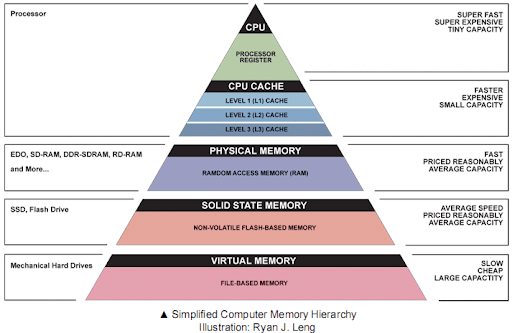 Processor
CPU
SUPER FAST
SUPER EXPENSIVE
TINY CAPACITY
PROCESSOR
REGISTER
CPU CACHE
LEVEL 1 (L1) CACHE
LEVEL 2 (L2) CACHE
LEVEL 3 (L3) CACHE
FASTER
EXPENSIVE
SMALL CAPACITY
EDO, SD-RAM, DDR-SDRAM, RD-RAM
and More...
PHYSICAL MEMORY
RAMDOM ACCESS MEMORY (RAM)
FAST
PRICED REASONABLY
AVERAGE CAPACITY
SSD, Flash Drive
SOLID STATE MEMORY
NON-VOLATILE FLASH-BASED MEMORY
AVERAGE SPEED
PRICED REASONABLY
AVERAGE CAPACITY
Mechanical Hard Drives
VIRTUAL MEMORY
FILE-BASED MEMORY
SLOW
CHEAP
LARGE CAPACITY
▲ Simplified Computer Memory Hierarchy
Illustration: Ryan J. Leng